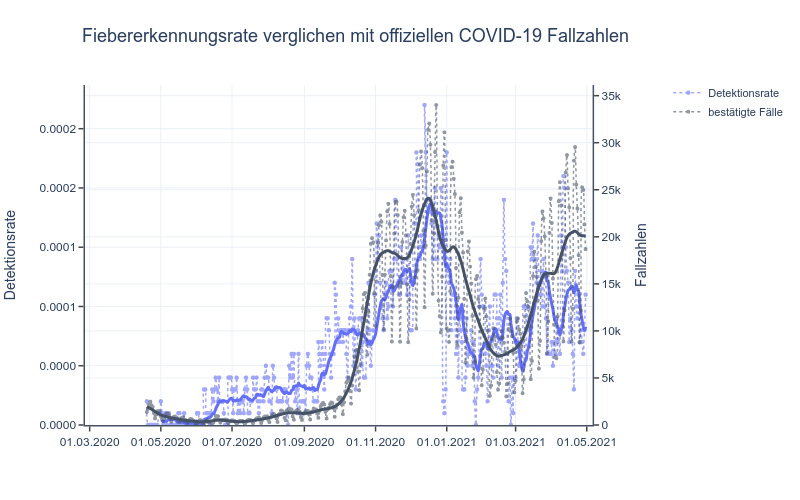 Fiebererkennungsrate verglichen mit offiziellen COVID-19 Fallzahlen
Detektionsrate
bestätigte Fälle
Detektionsrate
0.0002
0.0002
0.0001
0.0001
0.0000
0.0000
35k
30k
25k
20k
15k
10k
5k
0
Fallzahlen
01.03.2020 01.05.2020 01.07.2020 01.09.2020 01.11.2020 01.01.2021 01.03.2021 01.05.2021